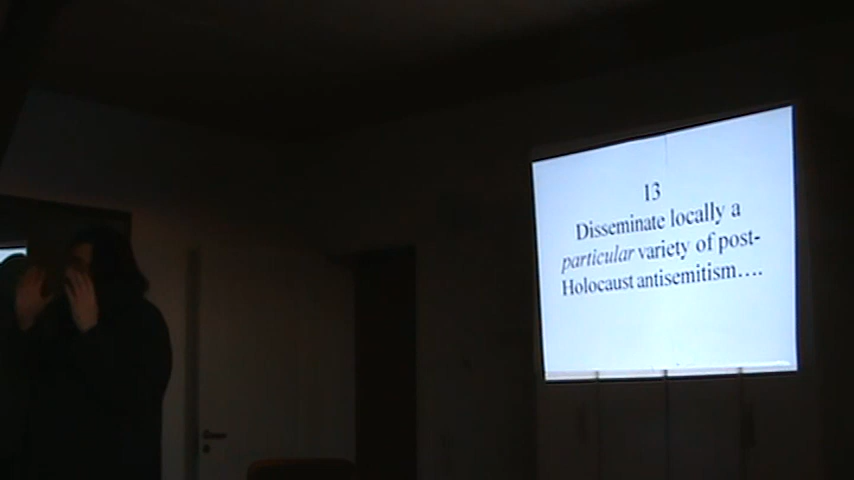 13
Disseminate locally a
particular variety of post-
Holocaust antisemitism….